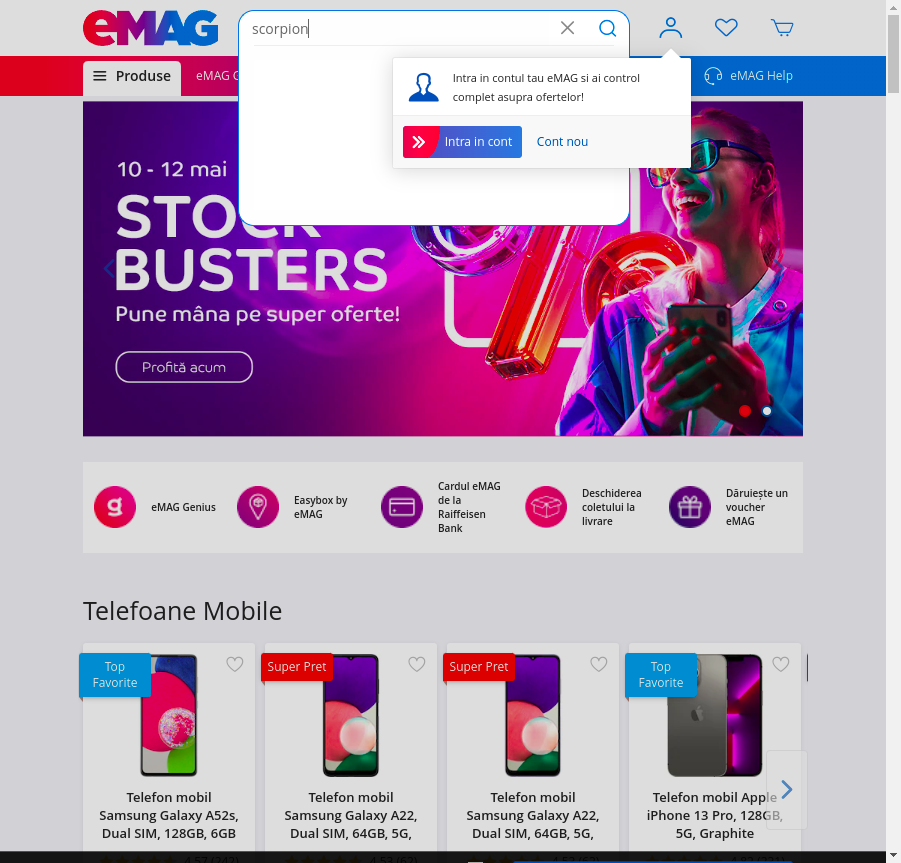 eMAG
scorpion
Produse
eMAG G
eMAG Help
Intra in contul tau eMAG si ai control
complet asupra ofertelor!
Intra in cont
Cont nou
10 - 12 mai
STOCK
BUSTERS
Pune mâna pe super oferte!
Profită acum
g
eMAG Genius
Easybox by
eMAG
Cardul eMAG
de la
Raiffeisen
Bank
Deschiderea
coletului la
livrare
Dăruiește un
voucher
eMAG
Telefoane Mobile
Top
Favorite
Super Pret
Super Pret
Top
Favorite
Telefon mobil
Samsung Galaxy A52s,
Dual SIM, 128GB, 6GB
Telefon mobil
Samsung Galaxy A22,
Dual SIM, 64GB, 5G,
Telefon mobil
Samsung Galaxy A22,
Dual SIM, 64GB, 5G,
Telefon mobil Apple
iPhone 13 Pro, 128GB,
5G, Graphite